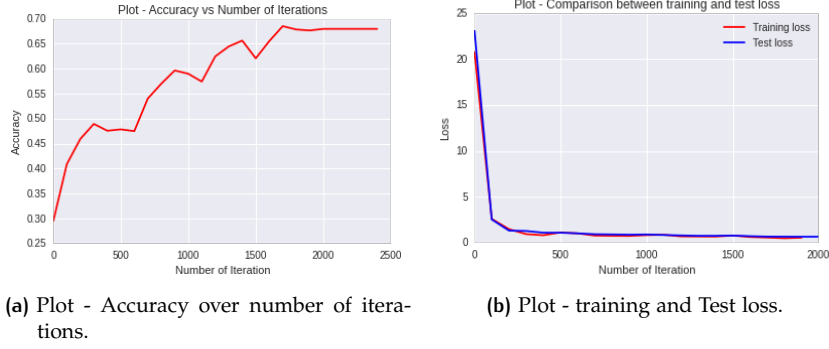 Plot - Accuracy vs Number of Iterations
0.70
0.65
0.60
0.55
0.50
0.45
0.40
0.35
0.30
0.25
Accuracy
0 500 1000 1500 2000 2500
Number of Iteration
(a) Plot - Accuracy over number of itera-
tions.
Plot - Comparison between training and test loss
25
20
15
10
5
0
Loss
Training loss
Test loss
0 500 1000 1500 2000
Number of Iteration
(b) Plot - training and Test loss.